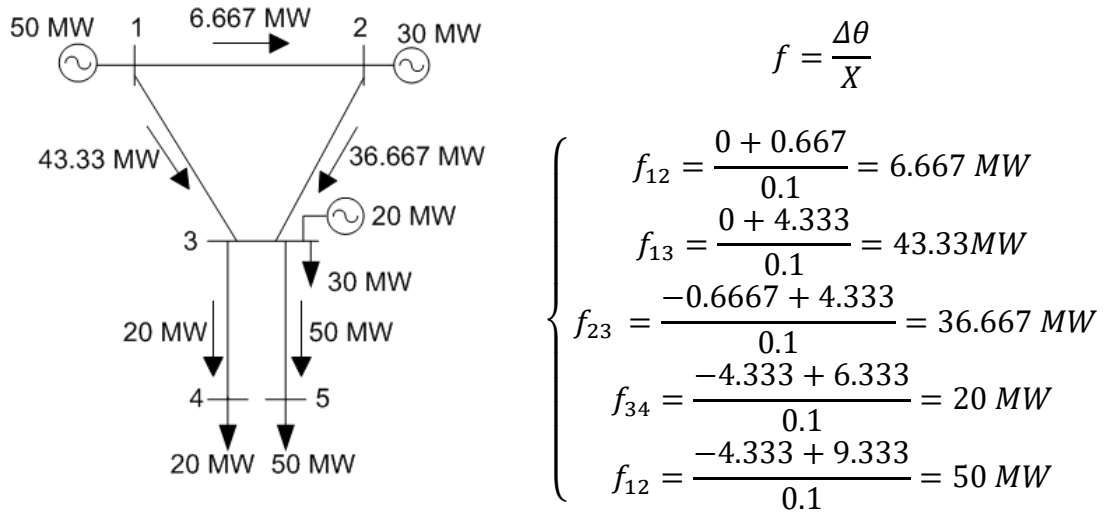 50 MW
1
6.667 MW
2
30 MW
43.33 MW
36.667 MW
3
20 MW
30 MW
20 MW
50 MW
4
5
20 MW
50 MW
f = Δθ / X
f₁₂ = (0 + 0.667) / 0.1 = 6.667 MW
f₁₃ = (0 + 4.333) / 0.1 = 43.33MW
f₂₃ = (−0.6667 + 4.333) / 0.1 = 36.667 MW
f₃₄ = (−4.333 + 6.333) / 0.1 = 20 MW
f₁₂ = (−4.333 + 9.333) / 0.1 = 50 MW